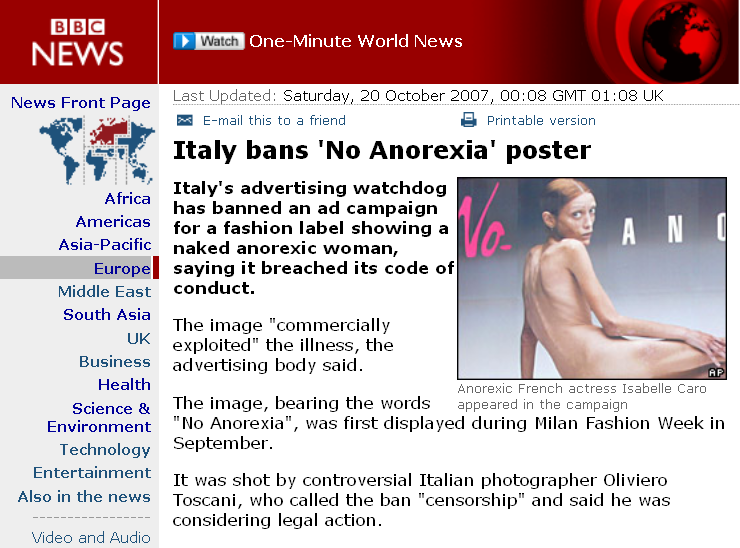 BBC
NEWS
Watch One-Minute World News
News Front Page
Africa
Americas
Asia-Pacific
Europe
Middle East
South Asia
UK
Business
Health
Science &
Environment
Technology
Entertainment
Also in the news
-----------------
Video and Audio
Last Updated: Saturday, 20 October 2007, 00:08 GMT 01:08 UK
E-mail this to a friend
Printable version
Italy bans 'No Anorexia' poster
Italy's advertising watchdog
has banned an ad campaign
for a fashion label showing a
naked anorexic woman,
saying it breached its code of
conduct.
No-
ANO
AP
Anorexic French actress Isabelle Caro
appeared in the campaign
The image "commercially
exploited" the illness, the
advertising body said.
The image, bearing the words
"No Anorexia", was first displayed during Milan Fashion Week in
September.
It was shot by controversial Italian photographer Oliviero
Toscani, who called the ban "censorship" and said he was
considering legal action.